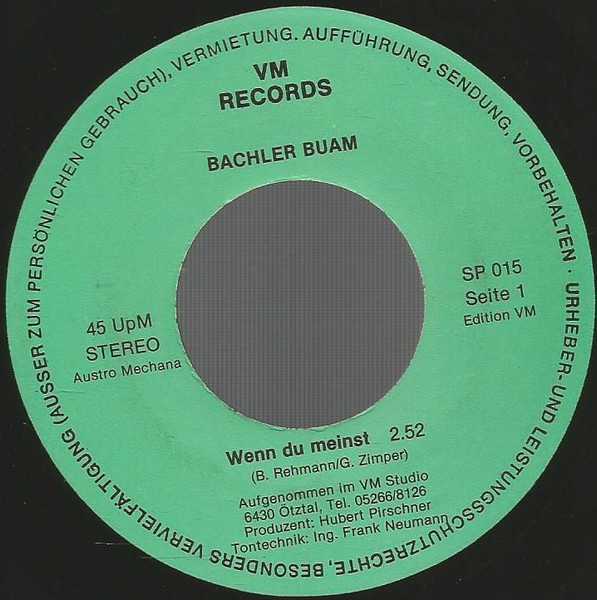 URHEBER- UND LEISTUNGSSCHUTZRECHTE, BESONDERS VERVIELFÄLTIGUNG (AUSSER ZUM PERSÖNLICHEN GEBRAUCH), VERMIETUNG. AUFFÜHRUNG, SENDUNG, VORBEHALTEN ·
VM
RECORDS
BACHLER BUAM
45 UpM
STEREO
Austro Mechana
SP 015
Seite 1
Edition VM
Wenn du meinst 2.52
(B. Rehmann/G. Zimper)
Aufgenommen im VM Studio
6430 Ötztal, Tel. 05266/8126
Produzent: Hubert Pirschner
Tontechnik: Ing. Frank Neumann